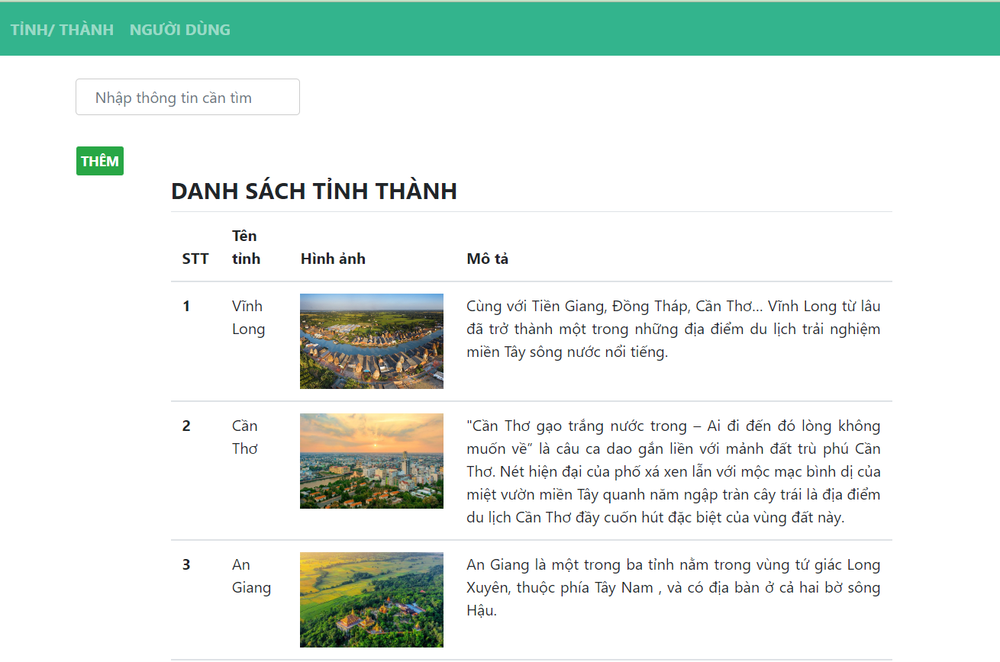 TỈNH/ THÀNH NGƯỜI DÙNG
Nhập thông tin cần tìm
THÊM
DANH SÁCH TỈNH THÀNH
STT Tên tỉnh Hình ảnh Mô tả
1 Vĩnh Long
Cùng với Tiền Giang, Đồng Tháp, Cần Thơ... Vĩnh Long từ lâu
đã trở thành một trong những địa điểm du lịch trải nghiệm
miền Tây sông nước nổi tiếng.
2 Cần Thơ
"Cần Thơ gạo trắng nước trong – Ai đi đến đó lòng không
muốn về” là câu ca dao gắn liền với mảnh đất trù phú Cần
Thơ. Nét hiện đại của phố xá xen lẫn với mộc mạc bình dị của
miệt vườn miền Tây quanh năm ngập tràn cây trái là địa điểm
du lịch Cần Thơ đầy cuốn hút đặc biệt của vùng đất này.
3 An Giang
An Giang là một trong ba tỉnh nằm trong vùng tứ giác Long
Xuyên, thuộc phía Tây Nam , và có địa bàn ở cả hai bờ sông
Hậu.